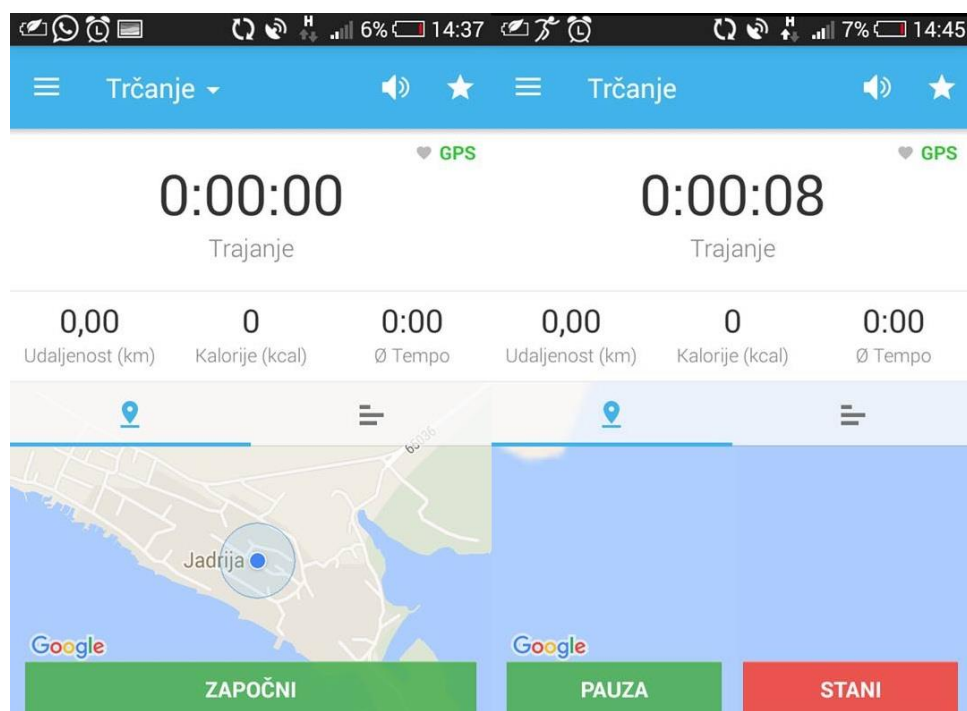 H 6% 14:37
Trčanje
GPS
0:00:00
Trajanje
0,00 0 0:00
Udaljenost (km) Kalorije (kcal) Ø Tempo
65036
Jadrija
Google
ZAPOČNI
H 7% 14:45
Trčanje
GPS
0:00:08
Trajanje
0,00 0 0:00
Udaljenost (km) Kalorije (kcal) Ø Tempo
Google
PAUZA STANI